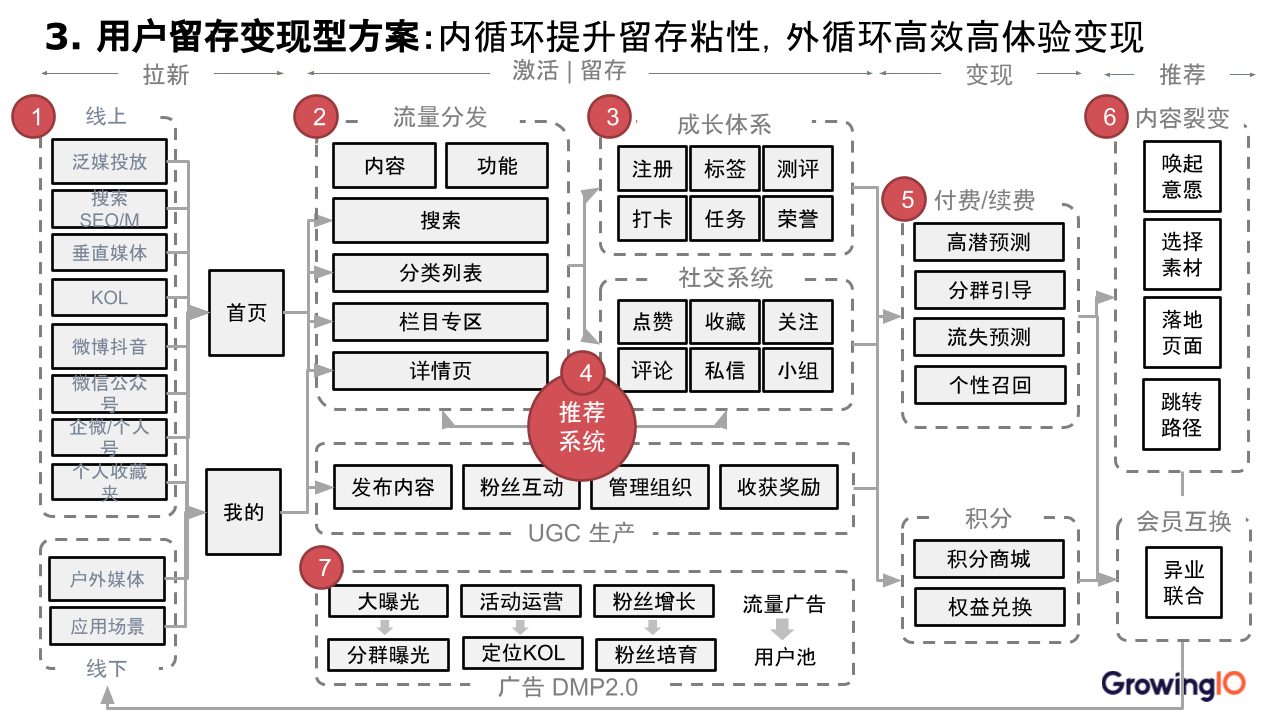 3. 用户留存变现型方案:内循环提升留存粘性, 外循环高效高体验变现
拉新
激活 | 留存
变现
推荐
1
线上
泛媒投放
搜索
SEO/M
垂直媒体
KOL
微博抖音
微信公众
号
企微/个人
号
个人收藏
夹
户外媒体
应用场景
线下
首页
我的
2
流量分发
内容
功能
搜索
分类列表
栏目专区
详情页
3
成长体系
注册
标签
测评
打卡
任务
荣誉
社交系统
点赞
收藏
关注
评论
私信
小组
4
推荐
系统
发布内容
粉丝互动
管理组织
收获奖励
UGC 生产
7
大曝光
活动运营
粉丝增长
流量广告
分群曝光
定位KOL
粉丝培育
用户池
广告 DMP2.0
5
付费/续费
高潜预测
分群引导
流失预测
个性召回
积分
积分商城
权益兑换
6
内容裂变
唤起
意愿
选择
素材
落地
页面
跳转
路径
会员互换
异业
联合
GrowingIO